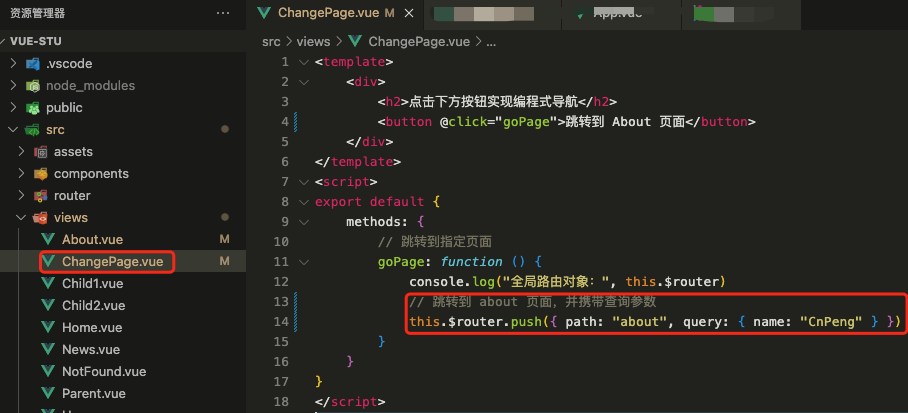 资源管理器 ···
ChangePage.vue M ×
App.vue
VUE-STU
.vscode
node_modules
public
src
assets
components
router
views
About.vue M
ChangePage.vue M
Child1.vue
Child2.vue
Home.vue
News.vue
NotFound.vue
Parent.vue
src > views > ChangePage.vue > ...
1 <template>
2 <div>
3 <h2>点击下方按钮实现编程式导航</h2>
4 <button @click="goPage">跳转到 About 页面</button>
5 </div>
6 </template>
7 <script>
8 export default {
9 methods: {
10 // 跳转到指定页面
11 goPage: function () {
12 console.log("全局路由对象：", this.$router)
13 // 跳转到 about 页面，并携带查询参数
14 this.$router.push({ path: "about", query: { name: "CnPeng" } })
15 }
16 }
17 }
18 </script>